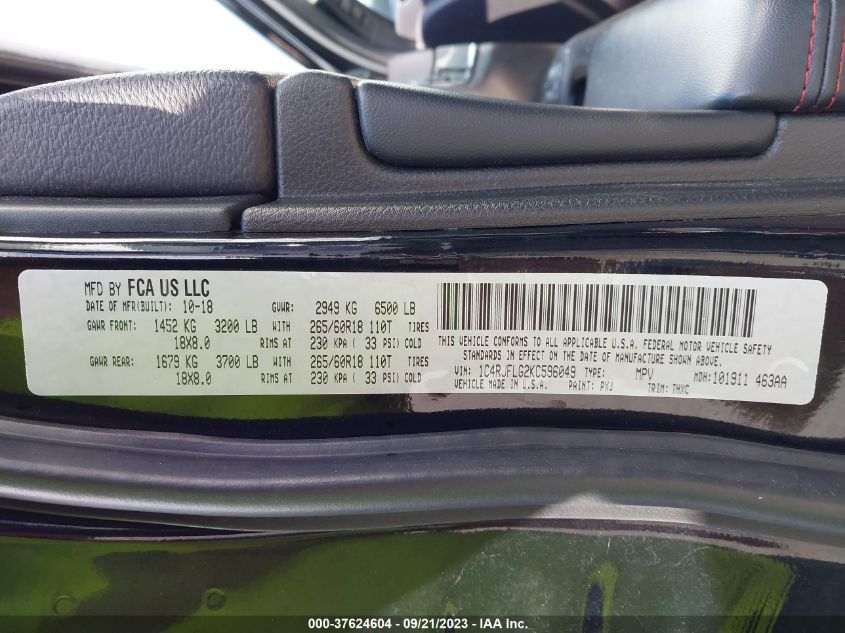 MFD BY FCA US LLC
DATE OF MFR(BUILT): 10-18 GVWR: 2949 KG 6500 LB
GAWR FRONT: 1452 KG 3200 LB WITH 265/60R18 110T TIRES
18X8.0 RIMS AT 230 KPA ( 33 PSI) COLD
GAWR REAR: 1679 KG 3700 LB WITH 265/60R18 110T TIRES
18X8.0 RIMS AT 230 KPA ( 33 PSI) COLD
THIS VEHICLE CONFORMS TO ALL APPLICABLE U.S.A. FEDERAL MOTOR VEHICLE SAFETY
STANDARDS IN EFFECT ON THE DATE OF MANUFACTURE SHOWN ABOVE.
VIN: 1C4RJFLG2KC596049 TYPE: MPV MDH:101911 463AA
VEHICLE MADE IN U.S.A. PAINT: PXJ TRIM: THXC
000-37624604 - 09/21/2023 - IAAI.COM